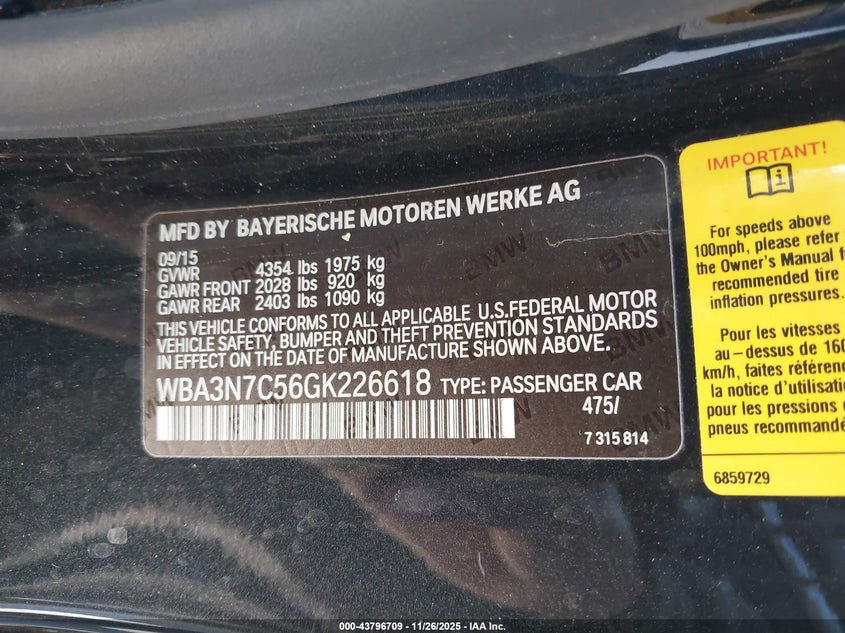 MFD BY BAYERISCHE MOTOREN WERKE AG
09/15
GVWR 4354 lbs 1975 kg
GAWR FRONT 2028 lbs 920 kg
GAWR REAR 2403 lbs 1090 kg
THIS VEHICLE CONFORMS TO ALL APPLICABLE U.S.FEDERAL MOTOR
VEHICLE SAFETY, BUMPER AND THEFT PREVENTION STANDARDS
IN EFFECT ON THE DATE OF MANUFACTURE SHOWN ABOVE.
WBA3N7C56GK226618 TYPE: PASSENGER CAR
475/
7 315 814
IMPORTANT!
For speeds above
100mph, please refer
the Owner's Manual
recommended tire
inflation pressures.
Pour les vitesses
au-dessus de 160
km/h, faites référen
la notice d'utilisati
pour les pressions
pneus recommandé
6859729
000-43796709 - 11/26/2025 - IAA Inc.